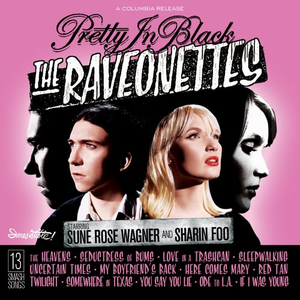 A COLUMBIA RELEASE
Pretty In Black
THE RAVEONETTES
STARRING
SUNE ROSE WAGNER AND SHARIN FOO
Smashtastic!
13 SMASH SONGS
THE HEAVENS • SEDUCTRESS OF BUMS • LOVE IN A TRASHCAN • SLEEPWALKING
UNCERTAIN TIMES • MY BOYFRIEND'S BACK • HERE COMES MARY • RED TAN
TWILIGHT • SOMEWHERE IN TEXAS • YOU SAY YOU LIE • ODE TO L.A. • IF I WAS YOUNG